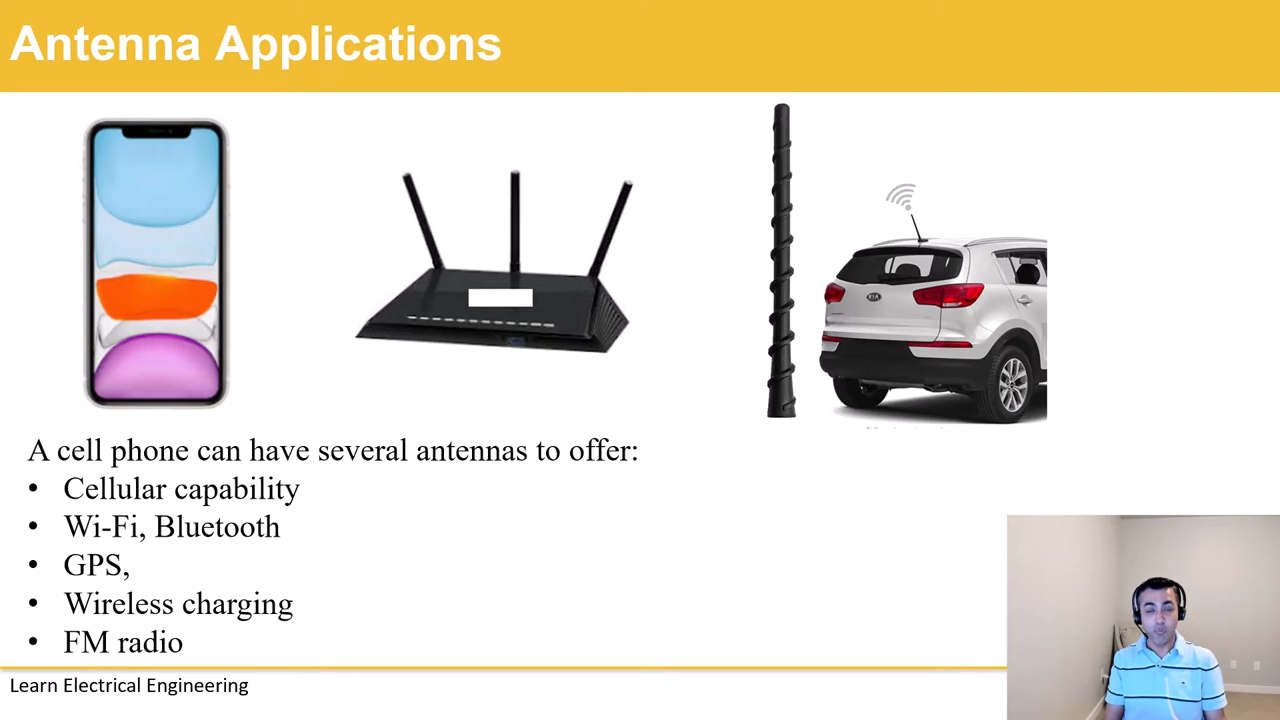 Antenna Applications
KIA
A cell phone can have several antennas to offer:
• Cellular capability
• Wi-Fi, Bluetooth
• GPS,
• Wireless charging
• FM radio
Learn Electrical Engineering